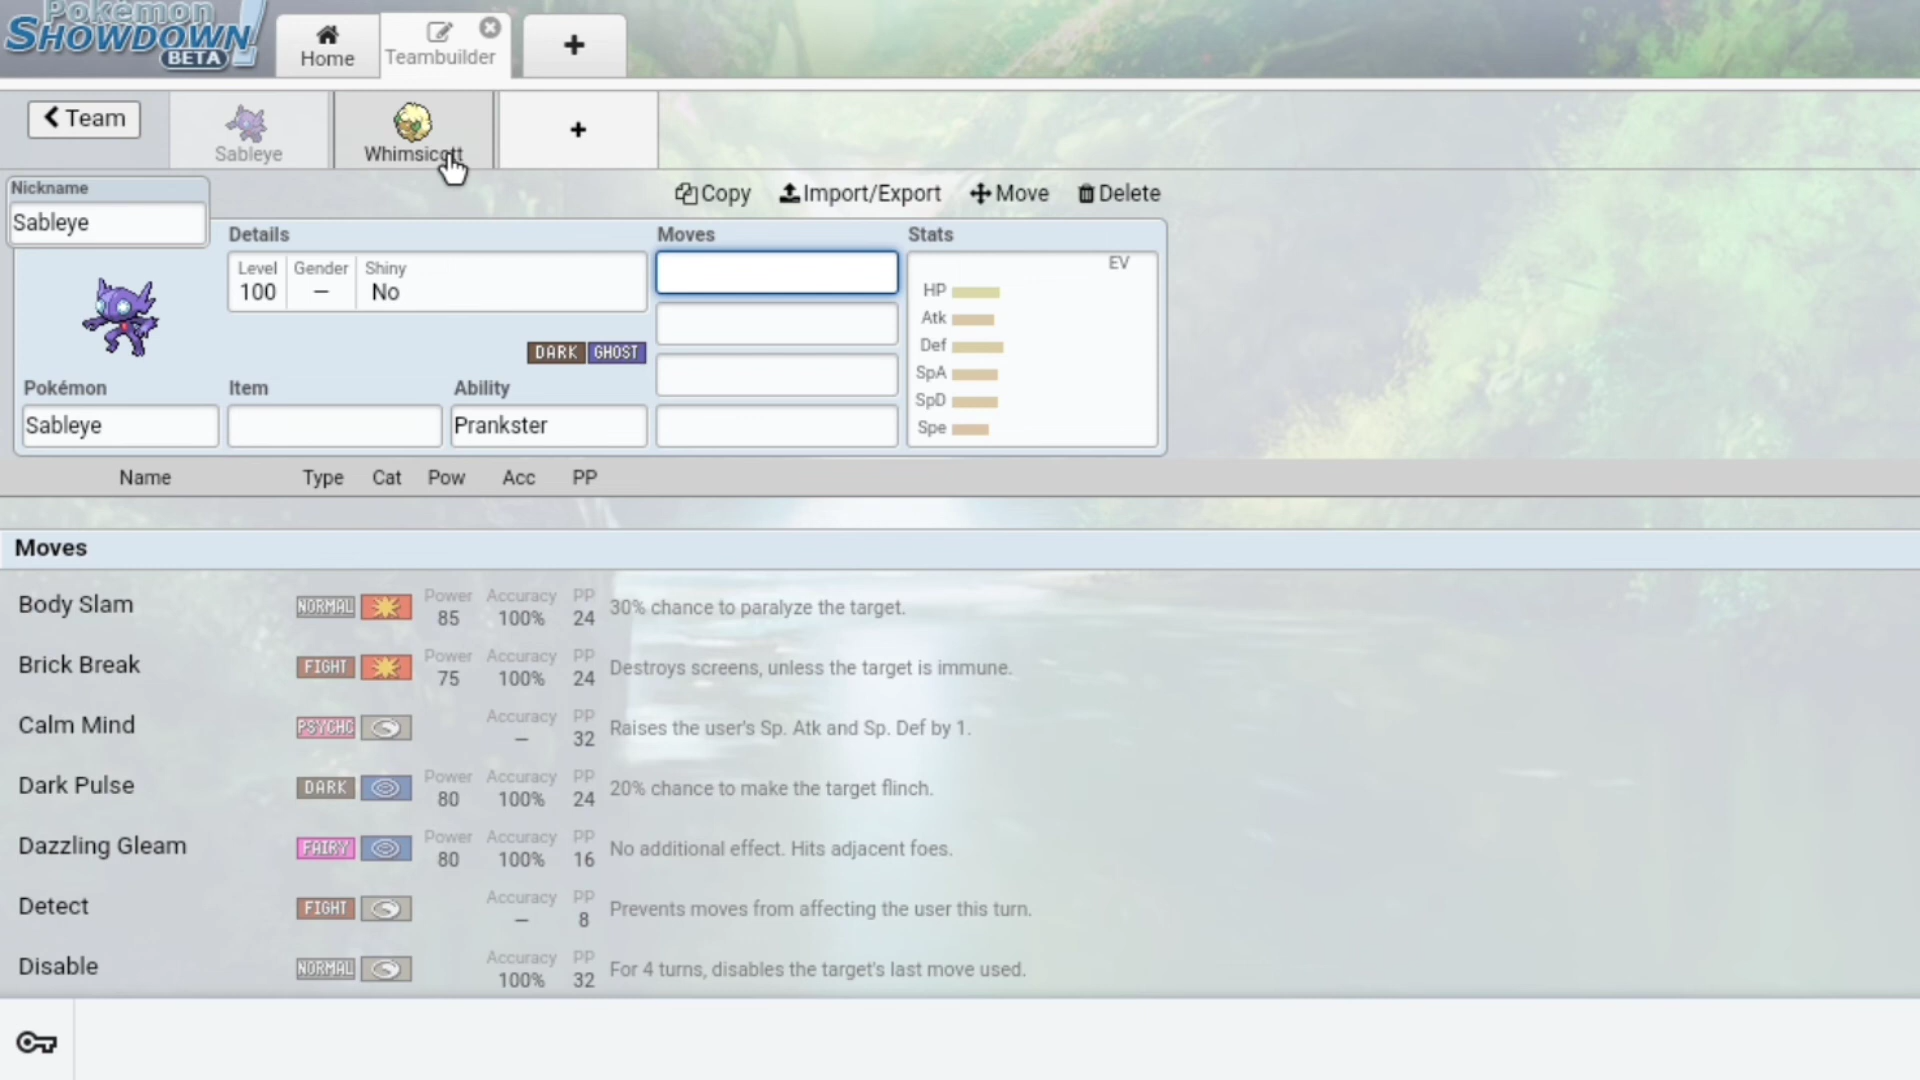 Pokémon
SHOWDOWN!
BETA
Home
Teambuilder
+
Team
Sableye
Whimsicott
+
Nickname
Sableye
Copy
Import/Export
Move
Delete
Details
Moves
Stats
Level
Gender
Shiny
100
—
No
EV
HP
Atk
Def
SpA
SpD
Spe
DARK GHOST
Pokémon
Item
Ability
Sableye
Prankster
Name Type Cat Pow Acc PP
Moves
Body Slam NORMAL Power 85 Accuracy 100% PP 24 30% chance to paralyze the target.
Brick Break FIGHT Power 75 Accuracy 100% PP 24 Destroys screens, unless the target is immune.
Calm Mind PSYCHC Accuracy — PP 32 Raises the user's Sp. Atk and Sp. Def by 1.
Dark Pulse DARK Power 80 Accuracy 100% PP 24 20% chance to make the target flinch.
Dazzling Gleam FAIRY Power 80 Accuracy 100% PP 16 No additional effect. Hits adjacent foes.
Detect FIGHT Accuracy — PP 8 Prevents moves from affecting the user this turn.
Disable NORMAL Accuracy 100% PP 32 For 4 turns, disables the target's last move used.